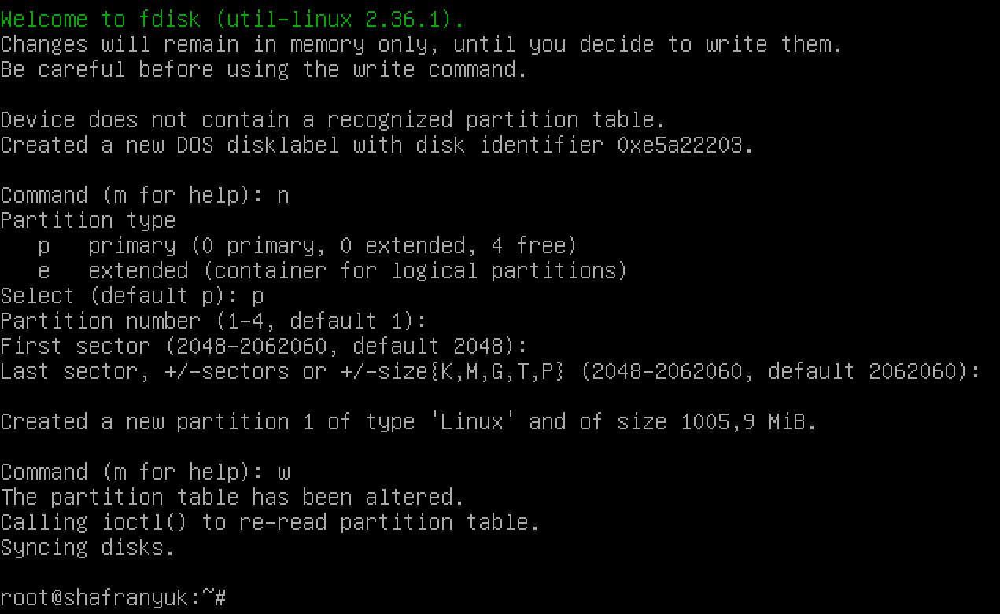 Welcome to fdisk (util-linux 2.36.1).
Changes will remain in memory only, until you decide to write them.
Be careful before using the write command.

Device does not contain a recognized partition table.
Created a new DOS disklabel with disk identifier 0xe5a22203.

Command (m for help): n
Partition type
   p   primary (0 primary, 0 extended, 4 free)
   e   extended (container for logical partitions)
Select (default p): p
Partition number (1-4, default 1):
First sector (2048-2062060, default 2048):
Last sector, +/-sectors or +/-size{K,M,G,T,P} (2048-2062060, default 2062060):

Created a new partition 1 of type 'Linux' and of size 1005,9 MiB.

Command (m for help): w
The partition table has been altered.
Calling ioctl() to re-read partition table.
Syncing disks.

root@shafranyuk:~#